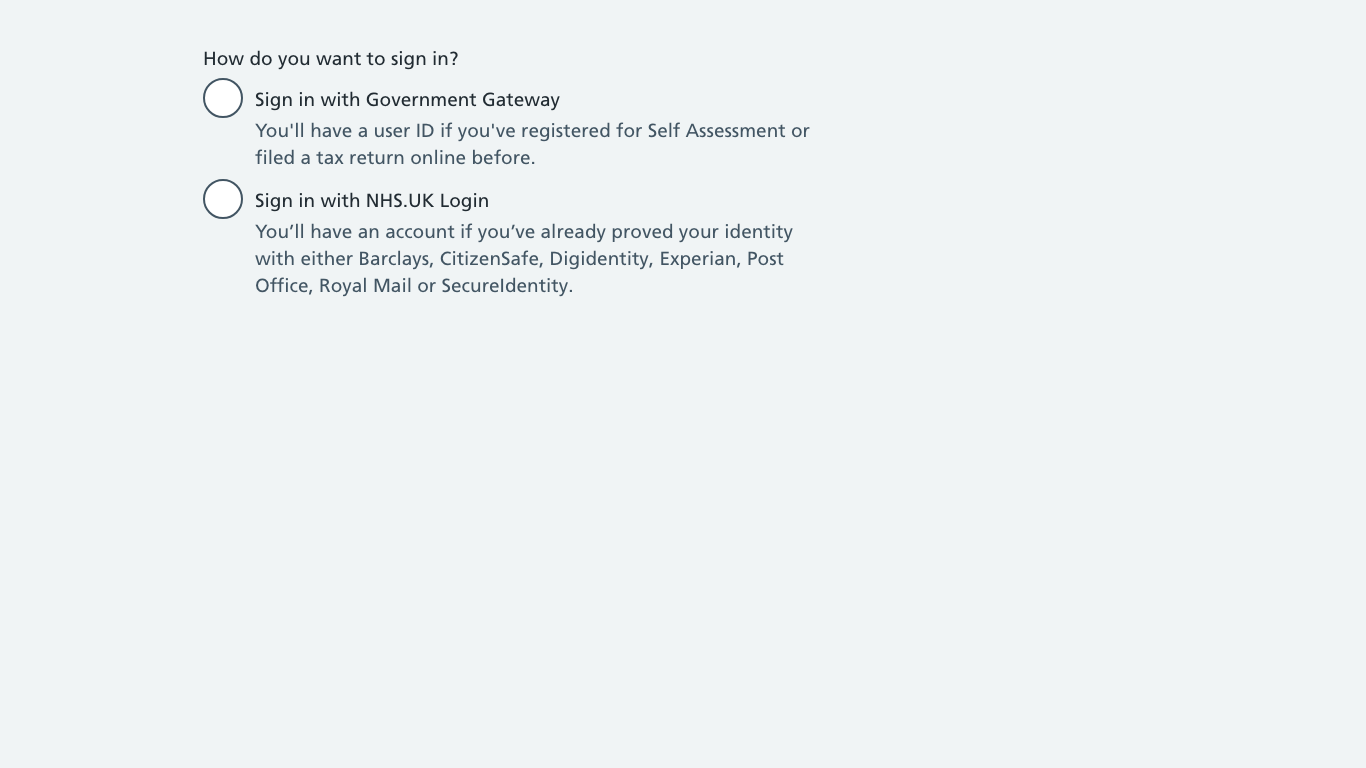 How do you want to sign in?
Sign in with Government Gateway
You'll have a user ID if you've registered for Self Assessment or
filed a tax return online before.
Sign in with NHS.UK Login
You’ll have an account if you’ve already proved your identity
with either Barclays, CitizenSafe, Digidentity, Experian, Post
Office, Royal Mail or SecureIdentity.